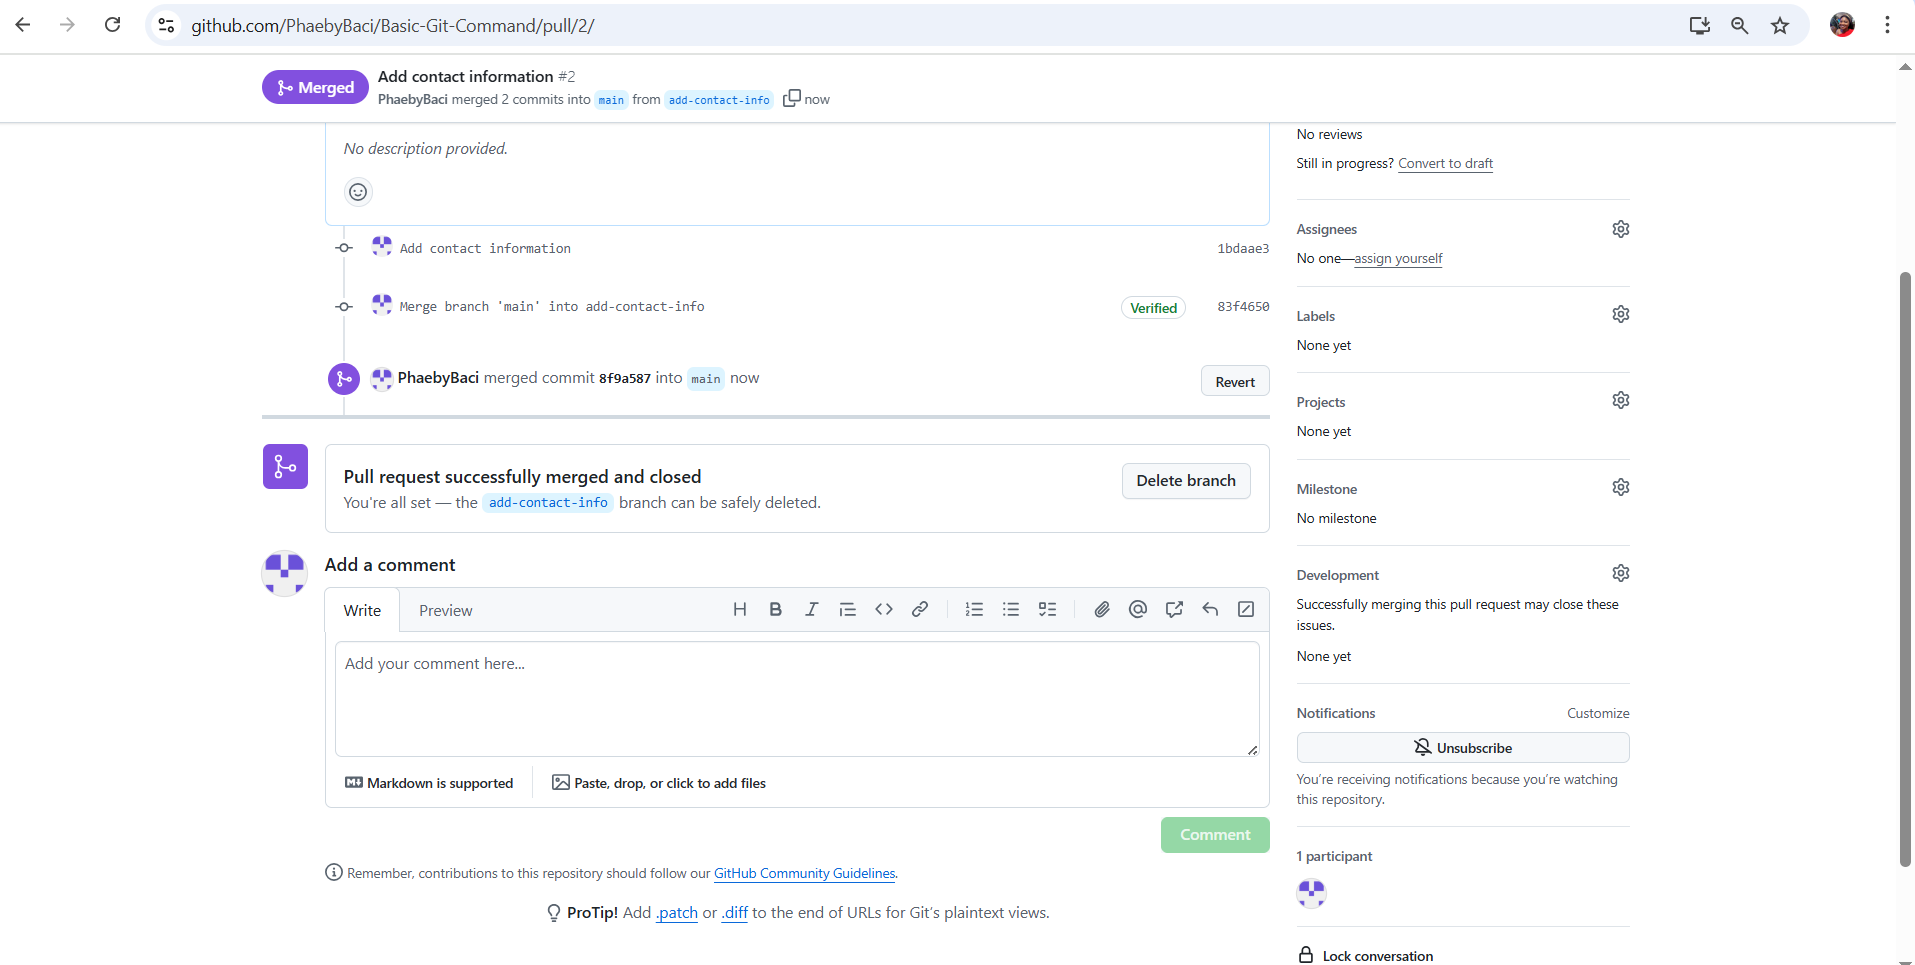 github.com/PhaebyBaci/Basic-Git-Command/pull/2/
Merged
Add contact information #2
PhaebyBaci merged 2 commits into main from add-contact-info now
No description provided.
Add contact information 1bdaae3
Merge branch 'main' into add-contact-info Verified 83f4650
PhaebyBaci merged commit 8f9a587 into main now Revert
Pull request successfully merged and closed
You're all set — the add-contact-info branch can be safely deleted.
Delete branch
Add a comment
Write Preview
Add your comment here...
Markdown is supported Paste, drop, or click to add files
Comment
Remember, contributions to this repository should follow our GitHub Community Guidelines.
ProTip! Add .patch or .diff to the end of URLs for Git's plaintext views.
No reviews
Still in progress? Convert to draft
Assignees
No one—assign yourself
Labels
None yet
Projects
None yet
Milestone
No milestone
Development
Successfully merging this pull request may close these
issues.
None yet
Notifications Customize
Unsubscribe
You're receiving notifications because you're watching
this repository.
1 participant
Lock conversation